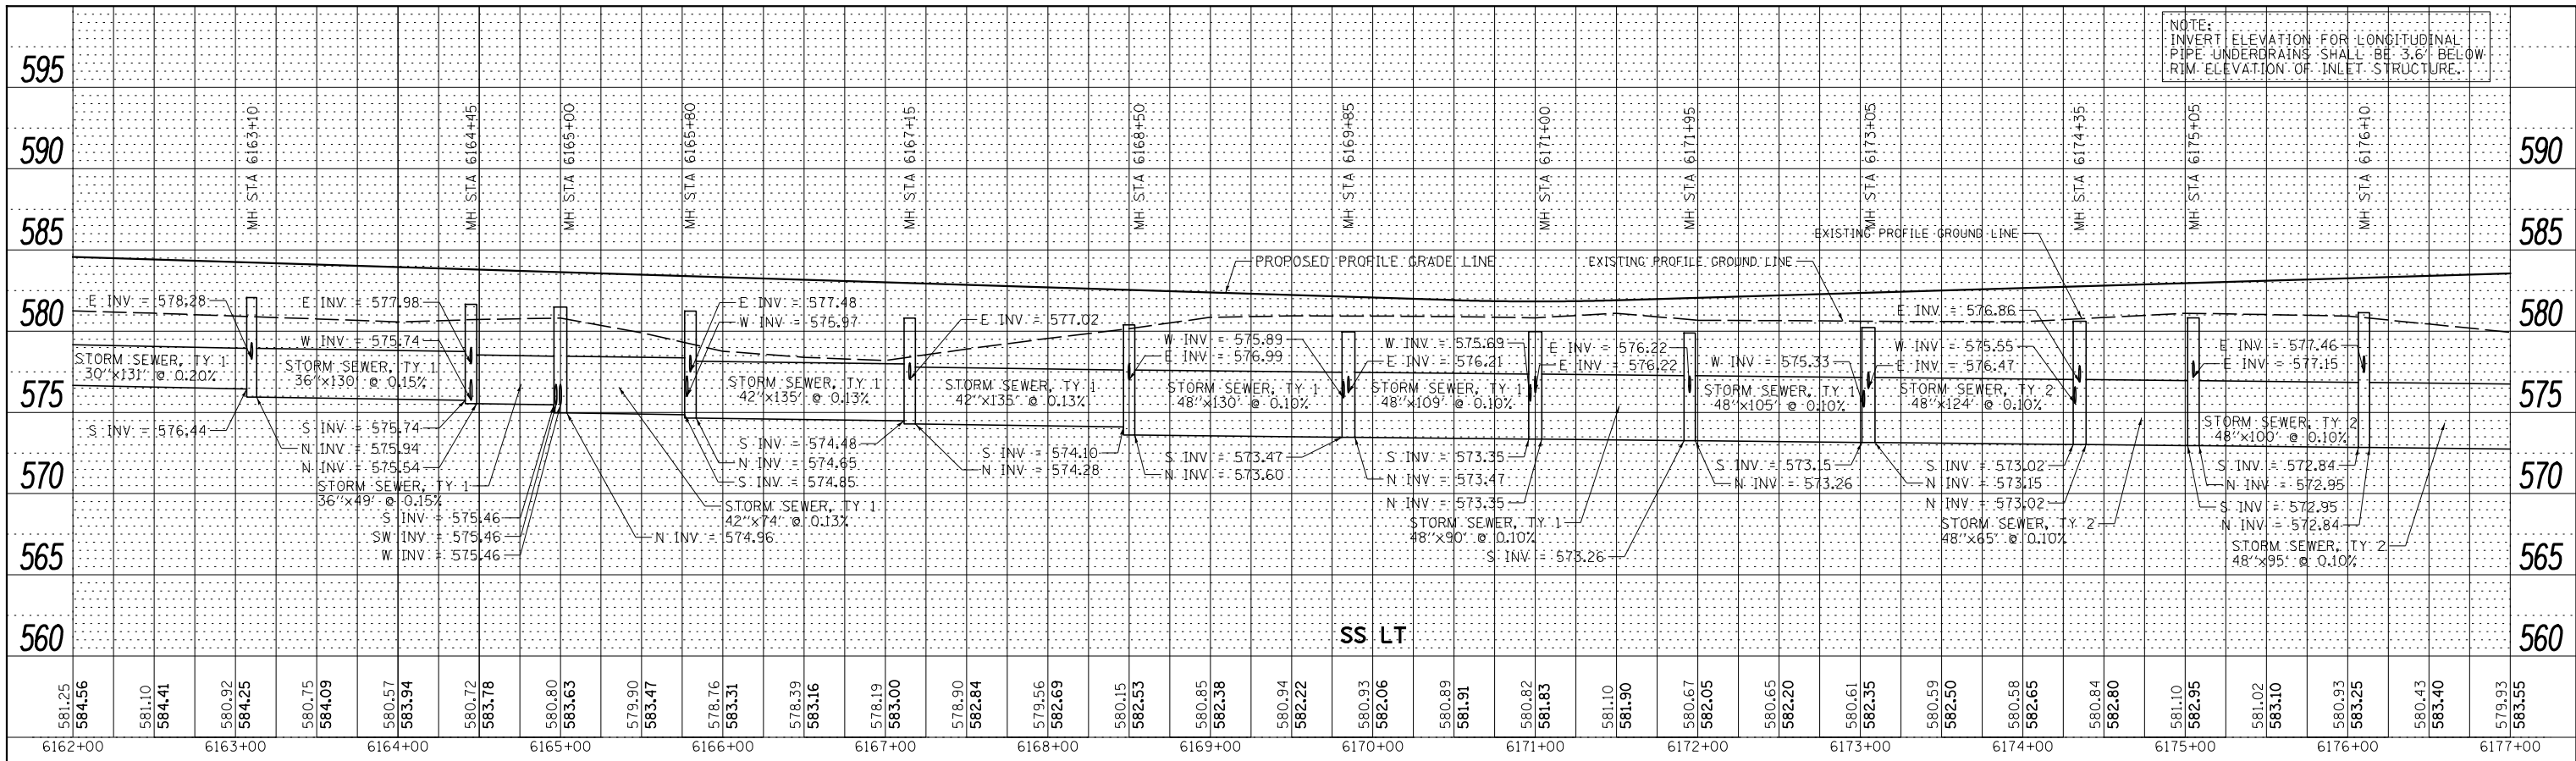 NOTE:
INVERT ELEVATION FOR LONGITUDINAL
PIPE UNDERDRAINS SHALL BE 3.6' BELOW
RIM ELEVATION OF INLET STRUCTURE.
595
590
590
585
585
580
580
575
575
570
570
565
565
560
560
MH STA 6163+10
MH STA 6164+45
MH STA 6165+00
MH STA 6165+80
MH STA 6167+15
MH STA 6168+50
MH STA 6169+85
MH STA 6171+00
MH STA 6171+95
MH STA 6173+05
MH STA 6174+35
MH STA 6175+05
MH STA 6176+10
PROPOSED PROFILE GRADE LINE
EXISTING PROFILE GROUND LINE
EXISTING PROFILE GROUND LINE
E INV = 578.28
STORM SEWER, TY 1
30"×131' @ 0.20%
S INV = 576.44
N INV = 575.94
E INV = 577.98
W INV = 575.74
STORM SEWER, TY 1
36"×130' @ 0.15%
S INV = 575.74
N INV = 575.54
STORM SEWER, TY 1
36"×49' @ 0.15%
S INV = 575.46
SW INV = 575.46
W INV = 575.46
N INV = 574.96
E INV = 577.48
W INV = 575.97
STORM SEWER, TY 1
42"×135' @ 0.13%
S INV = 574.48
N INV = 574.65
S INV = 574.85
STORM SEWER, TY 1
42"×74' @ 0.13%
E INV = 577.02
STORM SEWER, TY 1
42"×135' @ 0.13%
S INV = 574.10
N INV = 574.28
W INV = 575.89
E INV = 576.99
STORM SEWER, TY 1
48"×130' @ 0.10%
S INV = 573.47
N INV = 573.60
W INV = 575.69
E INV = 576.21
STORM SEWER, TY 1
48"×109' @ 0.10%
S INV = 573.35
N INV = 573.47
N INV = 573.35
STORM SEWER, TY 1
48"×90' @ 0.10%
S INV = 573.26
E INV = 576.22
E INV = 576.22
W INV = 575.33
STORM SEWER, TY 1
48"×105' @ 0.10%
S INV = 573.15
N INV = 573.26
E INV = 576.86
W INV = 575.55
E INV = 576.47
STORM SEWER, TY 2
48"×124' @ 0.10%
S INV = 573.02
N INV = 573.15
N INV = 573.02
STORM SEWER, TY 2
48"×65' @ 0.10%
E INV = 577.46
E INV = 577.15
STORM SEWER, TY 2
48"×100' @ 0.10%
S INV = 572.84
N INV = 572.95
S INV = 572.95
N INV = 572.84
STORM SEWER, TY 2
48"×95' @ 0.10%
SS LT
581.25
584.56
581.10
584.41
580.92
584.25
580.75
584.09
580.57
583.94
580.72
583.78
580.80
583.63
579.90
583.47
578.76
583.31
578.39
583.16
578.19
583.00
578.90
582.84
579.56
582.69
580.15
582.53
580.85
582.38
580.94
582.22
580.93
582.06
580.89
581.91
580.82
581.83
581.10
581.90
580.67
582.05
580.65
582.20
580.61
582.35
580.59
582.50
580.58
582.65
580.84
582.80
581.10
582.95
581.02
583.10
580.93
583.25
580.43
583.40
579.93
583.55
6162+00
6163+00
6164+00
6165+00
6166+00
6167+00
6168+00
6169+00
6170+00
6171+00
6172+00
6173+00
6174+00
6175+00
6176+00
6177+00